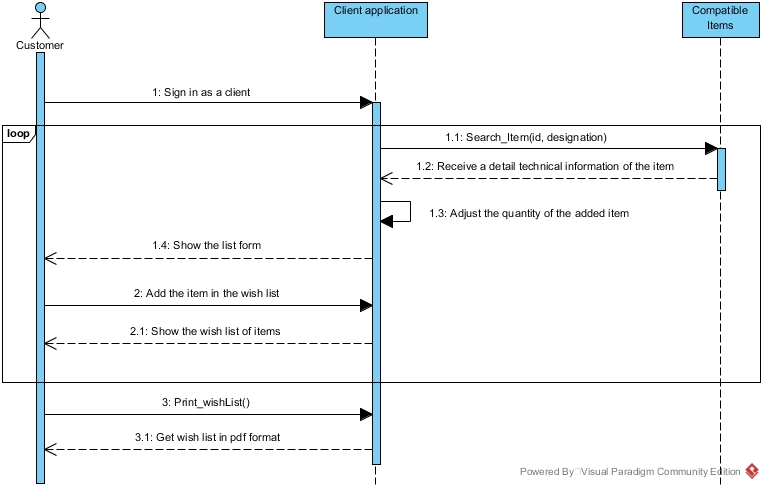 Client application
Compatible
Items
Customer
1: Sign in as a client
loop
1.1: Search_Item(id, designation)
1.2: Receive a detail technical information of the item
1.3: Adjust the quantity of the added item
1.4: Show the list form
2: Add the item in the wish list
2.1: Show the wish list of items
3: Print_wishList()
3.1: Get wish list in pdf format
Powered By Visual Paradigm Community Edition